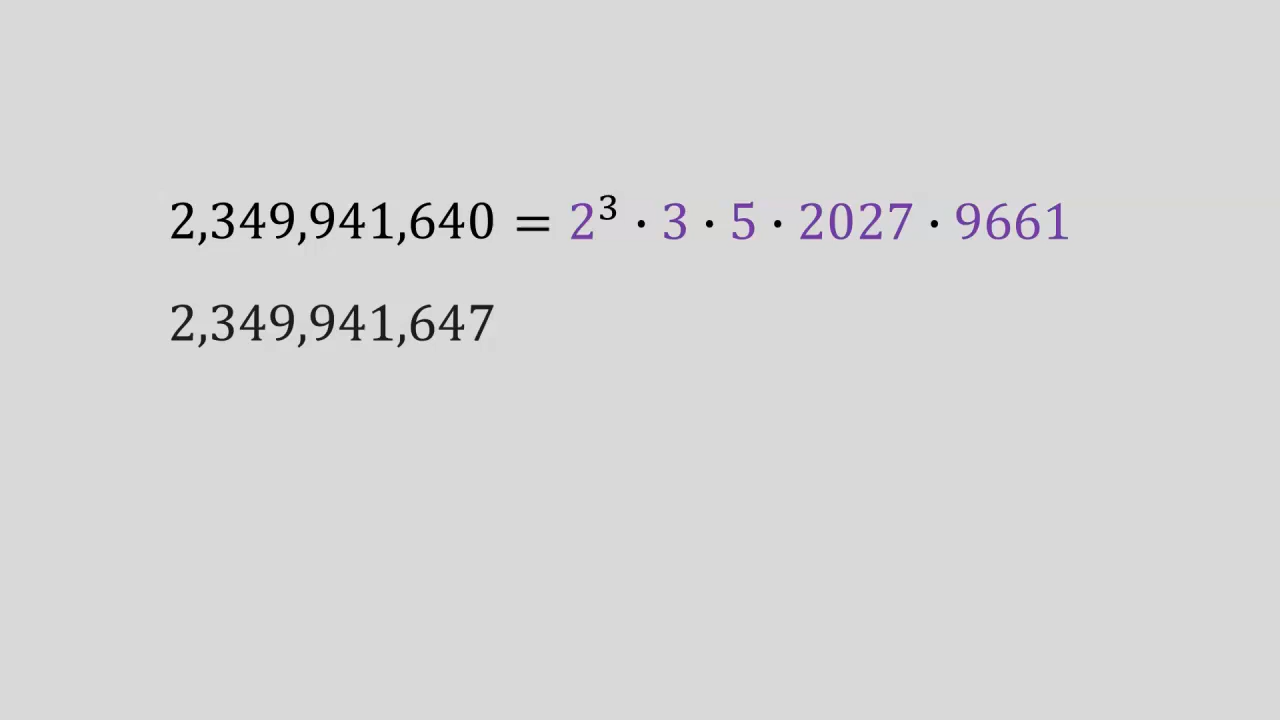 2,349,941,640 = 2³ · 3 · 5 · 2027 · 9661
2,349,941,647